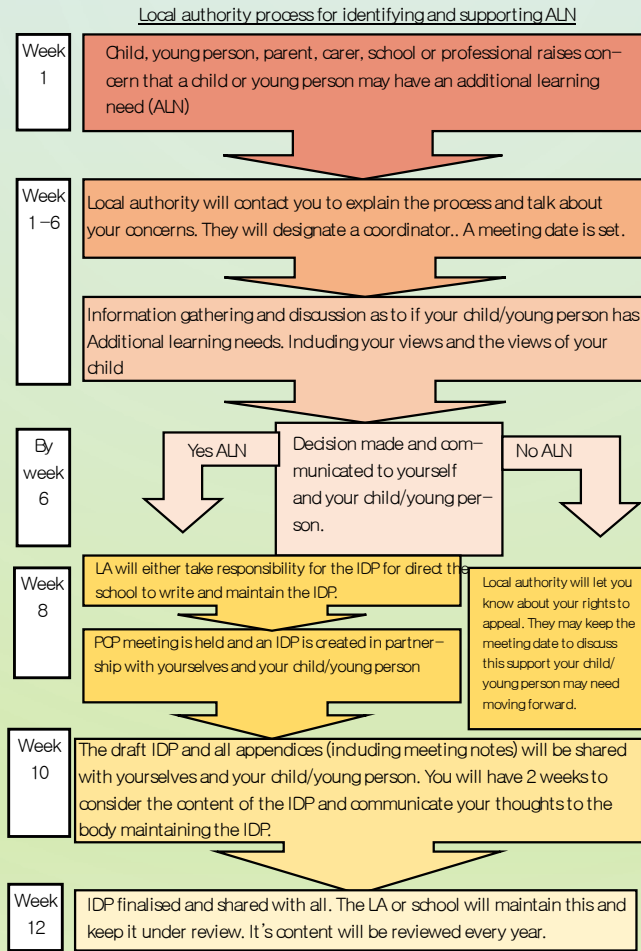 Local authority process for identifying and supporting ALN
Week
1
Child, young person, parent, carer, school or professional raises con–
cern that a child or young person may have an additional learning
need (ALN)
Week
1 –6
Local authority will contact you to explain the process and talk about
your concerns. They will designate a coordinator.. A meeting date is set.
Information gathering and discussion as to if your child/young person has
Additional learning needs. Including your views and the views of your
child
By
week
6
Yes ALN
Decision made and com–
municated to yourself
and your child/young per–
son.
No ALN
Week
8
LA will either take responsibility for the IDP for direct the
school to write and maintain the IDP.
PCP meeting is held and an IDP is created in partner–
ship with yourselves and your child/young person
Local authority will let you
know about your rights to
appeal. They may keep the
meeting date to discuss
this support your child/
young person may need
moving forward.
Week
10
The draft IDP and all appendices (including meeting notes) will be shared
with yourselves and your child/young person. You will have 2 weeks to
consider the content of the IDP and communicate your thoughts to the
body maintaining the IDP.
Week
12
IDP finalised and shared with all. The LA or school will maintain this and
keep it under review. It’s content will be reviewed every year.